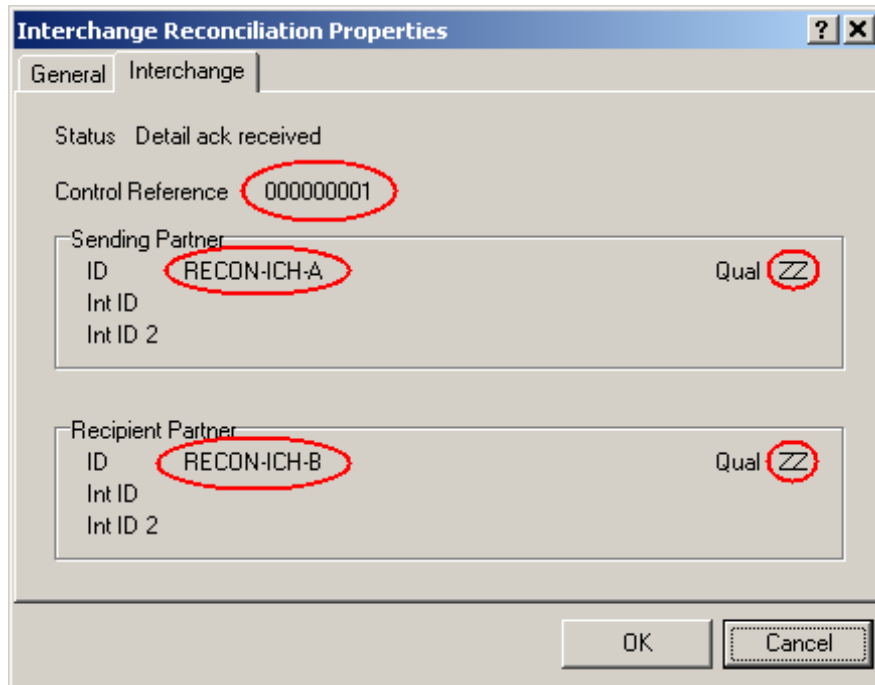 Interchange Reconciliation Properties
General Interchange
Status Detail ack received
Control Reference 000000001
Sending Partner
ID RECON-ICH-A Qual ZZ
Int ID
Int ID 2
Recipient Partner
ID RECON-ICH-B Qual ZZ
Int ID
Int ID 2
OK Cancel